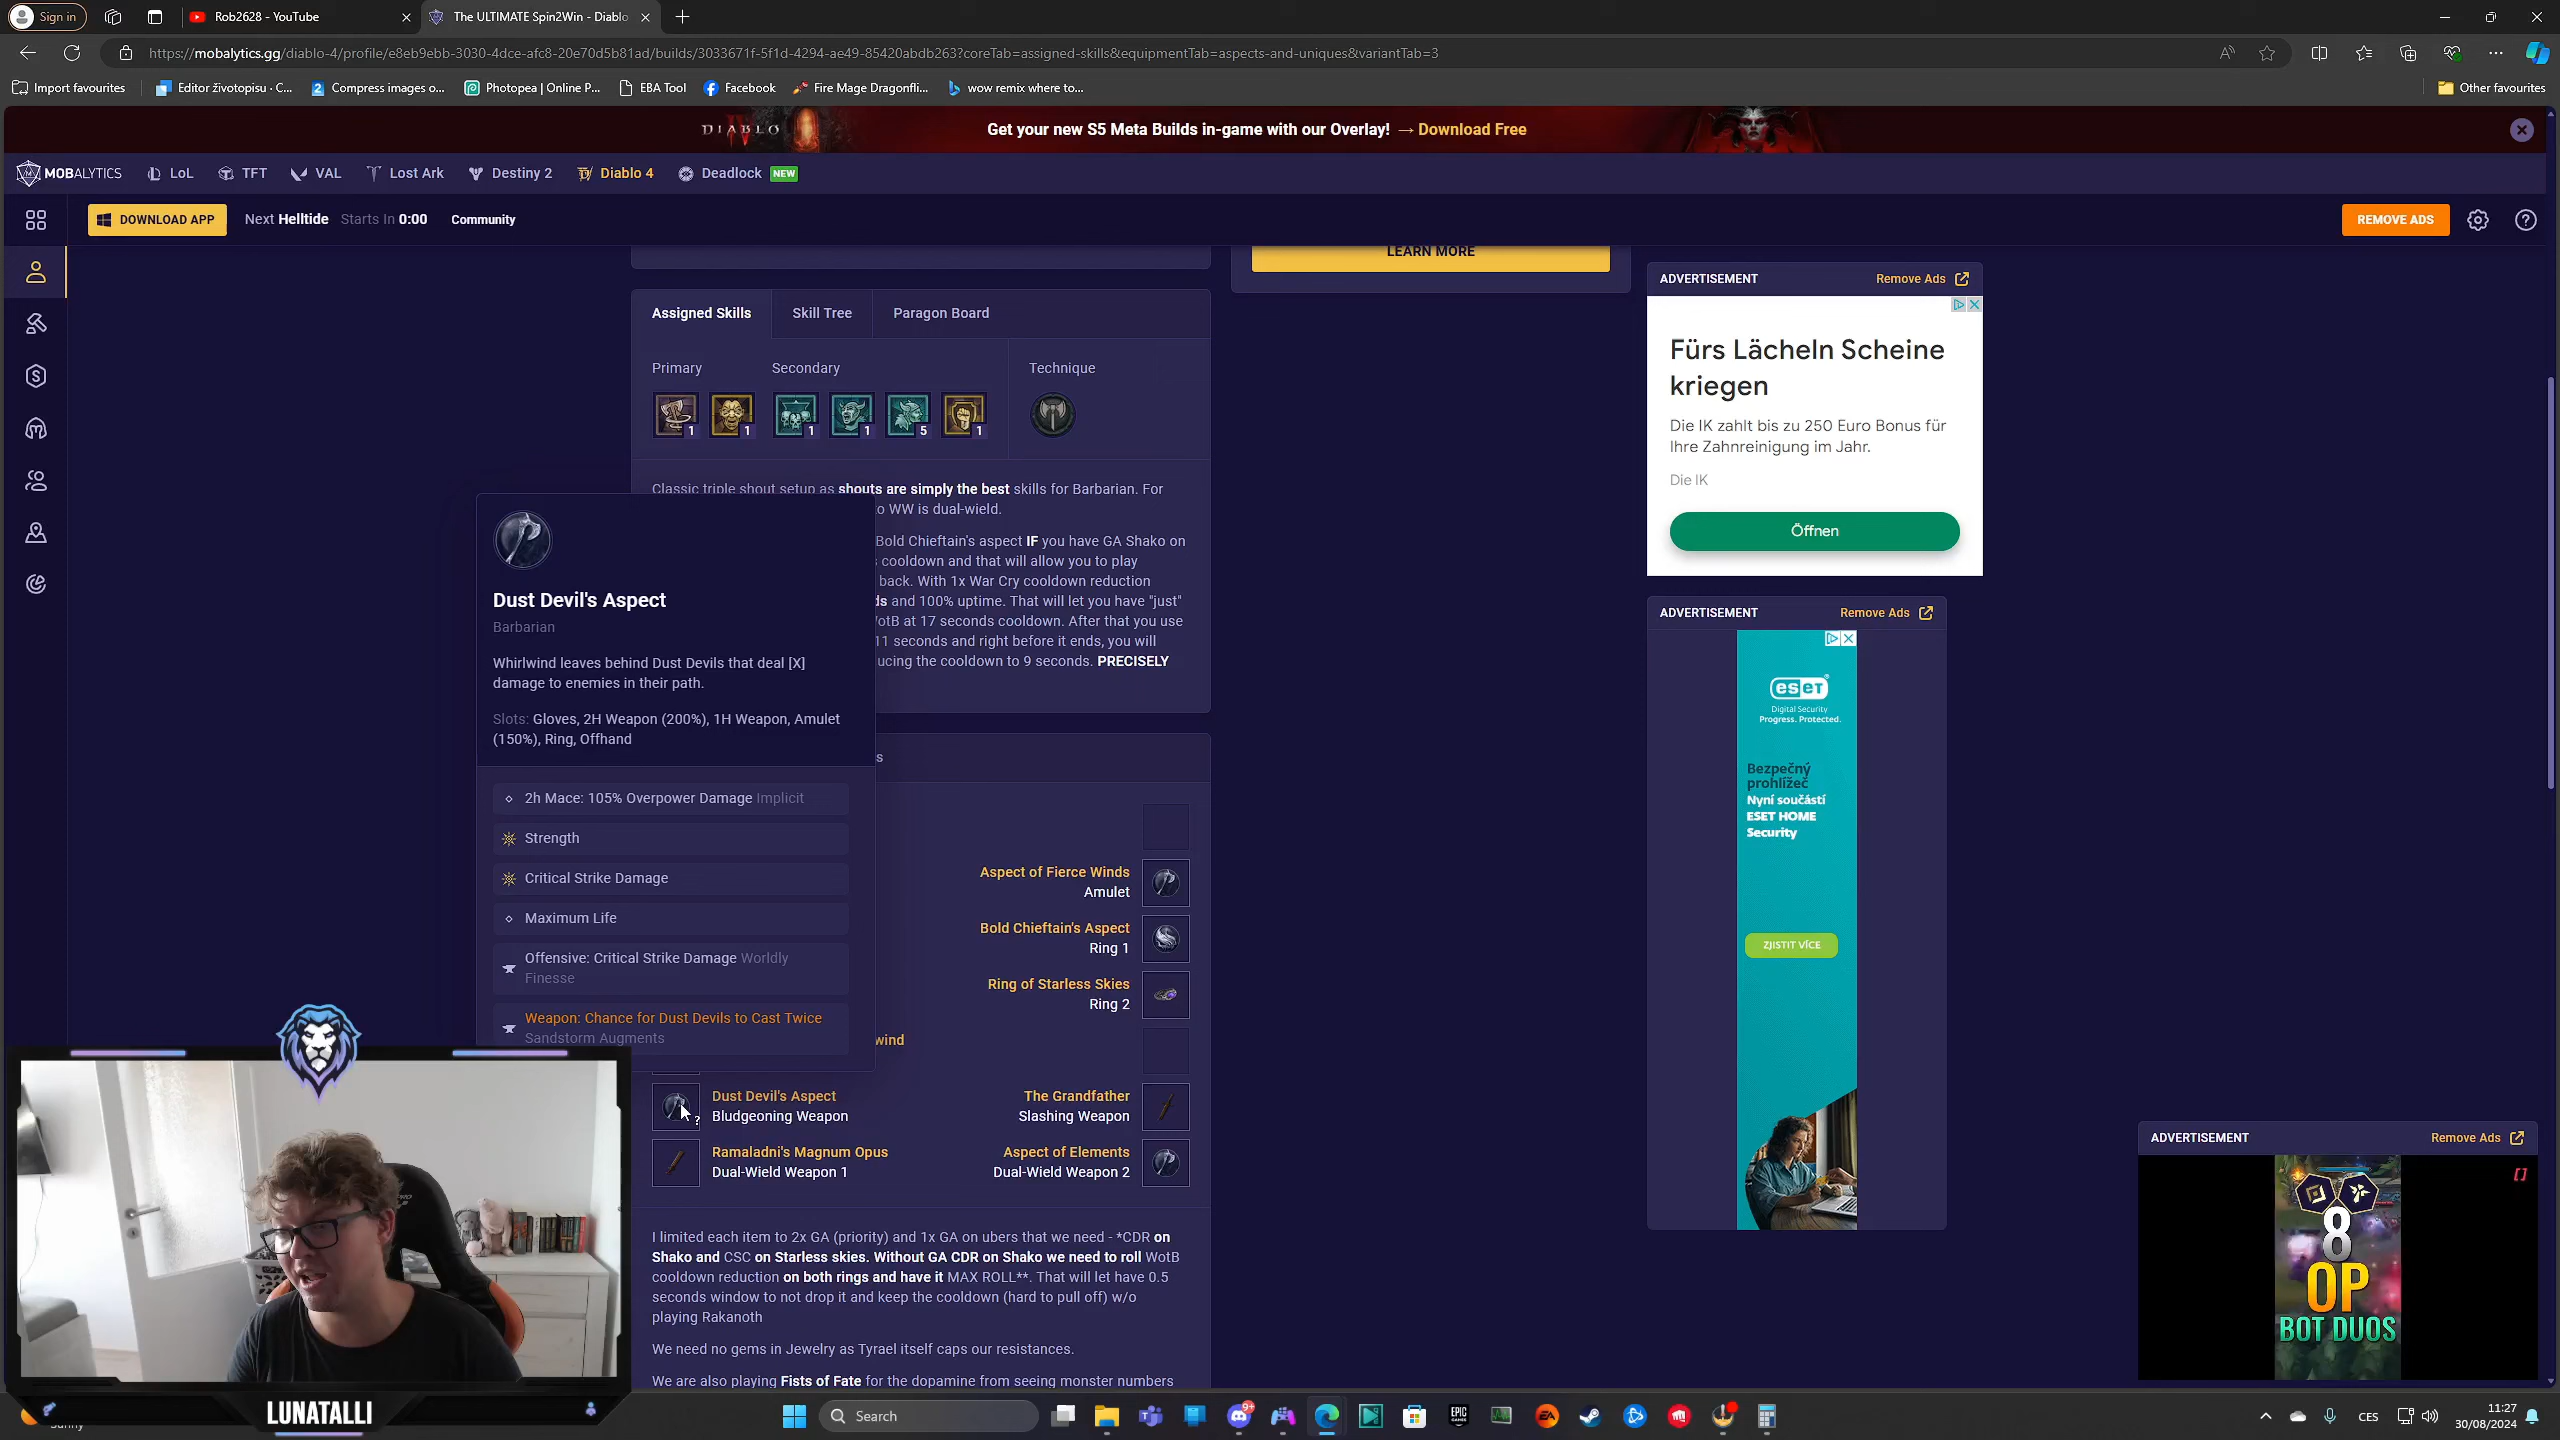 Sign in
Rob2628 - YouTube
The ULTIMATE Spin2Win - Diablo
https://mobalytics.gg/diablo-4/profile/e8eb9ebb-3030-4dce-afc8-20e70d5b81ad/builds/3033671f-5f1d-4294-ae49-85420abdb263?coreTab=assigned-skills&equipmentTab=aspects-and-uniques&variantTab=3
Import favourites
Editor životopisu · C...
Compress images o...
Photopea | Online P...
EBA Tool
Facebook
Fire Mage Dragonfli...
wow remix where to...
Other favourites
DIABLO
Get your new S5 Meta Builds in-game with our Overlay! → Download Free
MOBALYTICS
LoL
TFT
VAL
Lost Ark
Destiny 2
Diablo 4
Deadlock NEW
DOWNLOAD APP
Next Helltide Starts In 0:00
Community
REMOVE ADS
LEARN MORE
Assigned Skills
Skill Tree
Paragon Board
Primary
Secondary
Technique
1
1
1
1
5
1
Classic triple shout setup as shouts are simply the best skills for Barbarian. For
o WW is dual-wield.
Bold Chieftain's aspect IF you have GA Shako on
s cooldown and that will allow you to play
back. With 1x War Cry cooldown reduction
ds and 100% uptime. That will let you have "just"
VotB at 17 seconds cooldown. After that you use
11 seconds and right before it ends, you will
ucing the cooldown to 9 seconds. PRECISELY
Dust Devil's Aspect
Barbarian
Whirlwind leaves behind Dust Devils that deal [X]
damage to enemies in their path.
Slots: Gloves, 2H Weapon (200%), 1H Weapon, Amulet
(150%), Ring, Offhand
2h Mace: 105% Overpower Damage Implicit
Strength
Critical Strike Damage
Maximum Life
Offensive: Critical Strike Damage Worldly
Finesse
Weapon: Chance for Dust Devils to Cast Twice
Sandstorm Augments
s
Aspect of Fierce Winds
Amulet
Bold Chieftain's Aspect
Ring 1
Ring of Starless Skies
Ring 2
wind
Dust Devil's Aspect
Bludgeoning Weapon
The Grandfather
Slashing Weapon
Ramaladni's Magnum Opus
Dual-Wield Weapon 1
Aspect of Elements
Dual-Wield Weapon 2
I limited each item to 2x GA (priority) and 1x GA on ubers that we need - *CDR on
Shako and CSC on Starless skies. Without GA CDR on Shako we need to roll WotB
cooldown reduction on both rings and have it MAX ROLL**. That will let have 0.5
seconds window to not drop it and keep the cooldown (hard to pull off) w/o
playing Rakanoth
We need no gems in Jewelry as Tyrael itself caps our resistances.
We are also playing Fists of Fate for the dopamine from seeing monster numbers
ADVERTISEMENT
Remove Ads
Fürs Lächeln Scheine
kriegen
Die IK zahlt bis zu 250 Euro Bonus für
Ihre Zahnreinigung im Jahr.
Die IK
Öffnen
ADVERTISEMENT
Remove Ads
eseT
Digital Security
Progress. Protected.
Bezpečný
prohlížeč
Nyní součástí
ESET HOME
Security
ZJISTIT VÍCE
ADVERTISEMENT
Remove Ads
8
OP
BOT DUOS
LUNATALLI
Sunny
Search
9+
EPIC
EA
CES
11:27
30/08/2024